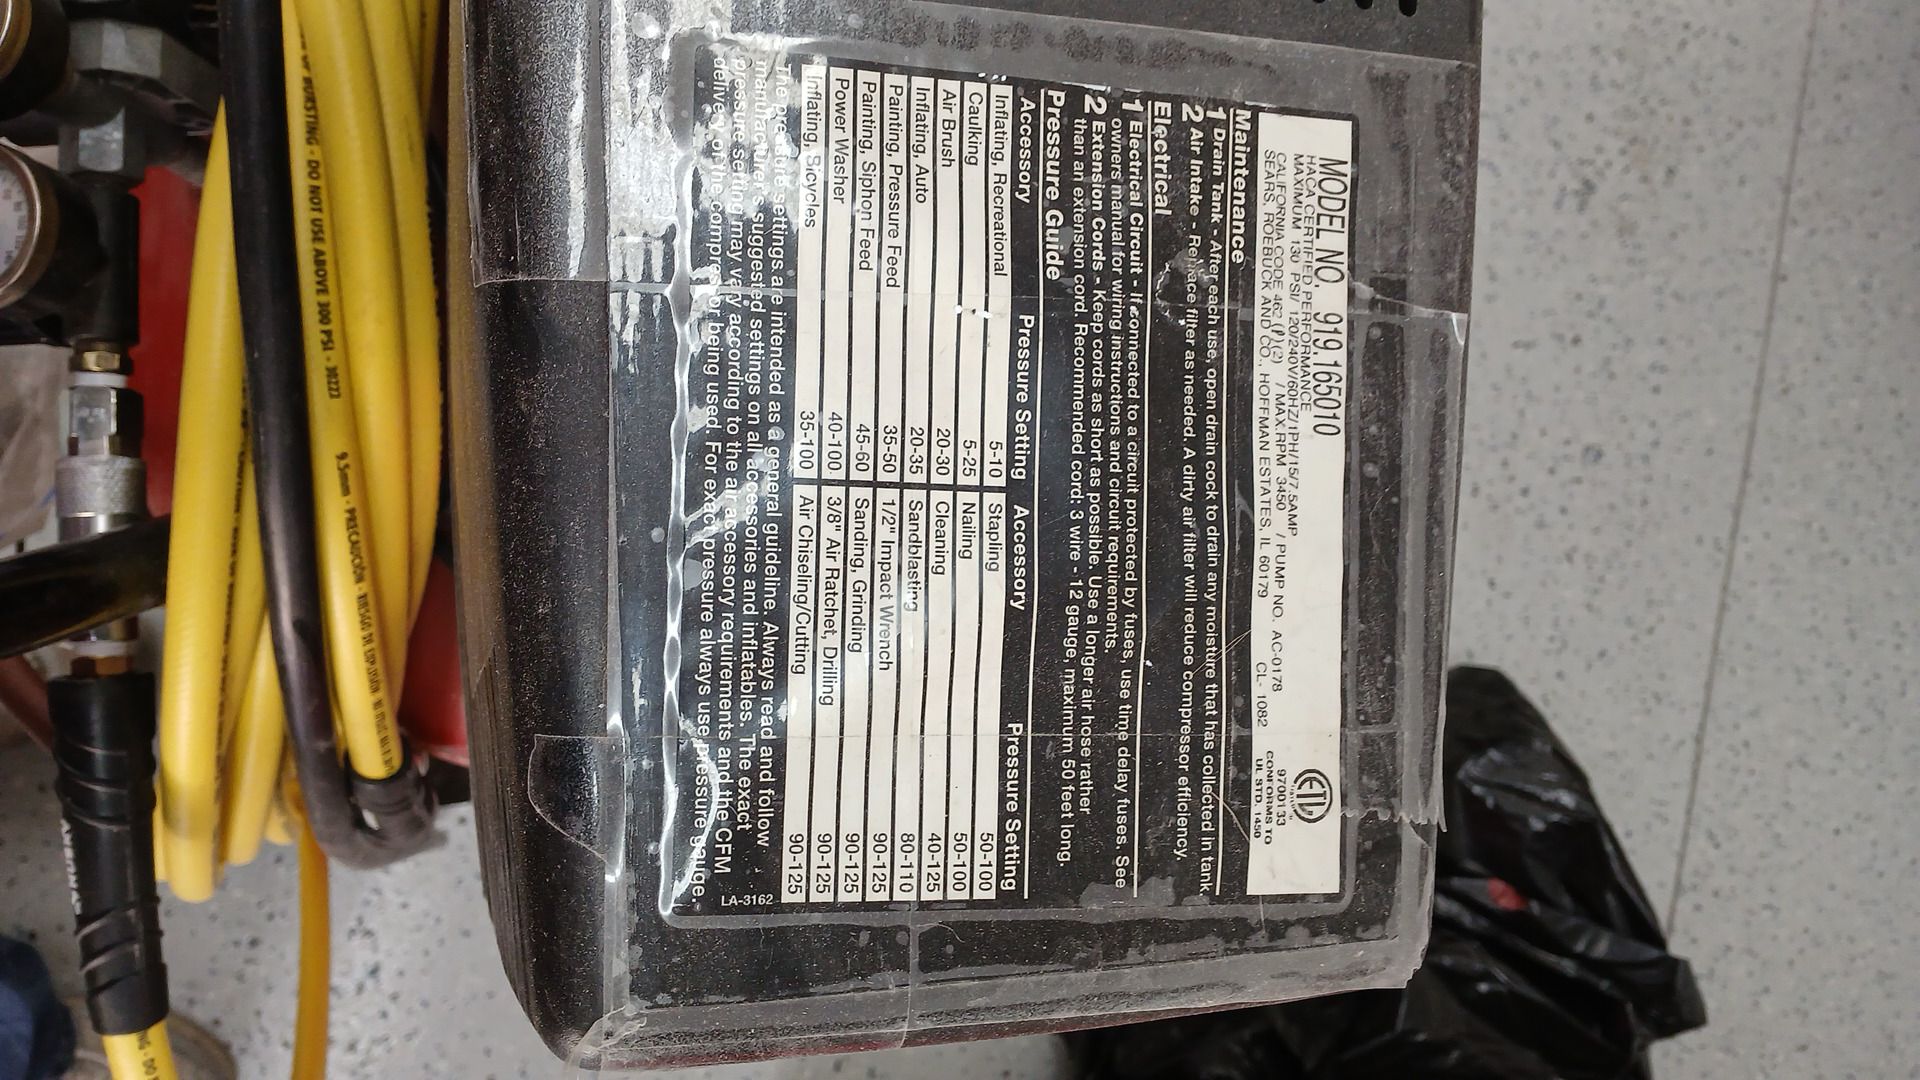 MODEL NO. 919.165010
HACA CERTIFIED PERFORMANCE
MAXIMUM 130 PSI/ 120/240V/60HZ/1PH/15/7.5AMP
CALIFORNIA CODE 462 (l) (2) / MAX.RPM 3450 / PUMP NO. AC-0178
SEARS, ROEBUCK AND CO., HOFFMAN ESTATES, IL 60179 CL- 1082
ETL
9700133
CONFORMS TO
UL STD. 1450
Maintenance
1 Drain Tank - After each use, open drain cock to drain any moisture that has collected in tank
2 Air Intake - Replace filter as needed. A dirty air filter will reduce compressor efficiency.
Electrical
1 Electrical Circuit - If connected to a circuit protected by fuses, use time delay fuses. See
owners manual for wiring instructions and circuit requirements.
2 Extension Cords - Keep cords as short as possible. Use a longer air hose rather
than an extension cord. Recommended cord: 3 wire - 12 gauge, maximum 50 feet long.
Pressure Guide
Accessory Pressure Setting Accessory Pressure Setting
Inflating, Recreational 5-10 Stapling 50-100
Caulking 5-25 Nailing 50-100
Air Brush 20-30 Cleaning 40-125
Inflating, Auto 20-35 Sandblasting 80-110
Painting, Pressure Feed 35-50 1/2" Impact Wrench 90-125
Painting, Siphon Feed 45-60 Sanding, Grinding 90-125
Power Washer 40-100 3/8" Air Ratchet, Drilling 90-125
Inflating, Bicycles 35-100 Air Chiseling/Cutting 90-125
The pressure settings are intended as a general guideline. Always read and follow
manufacturer's suggested settings on all accessories and inflatables. The exact
pressure setting may vary according to the air accessory requirements and the CFM
delivery of the compressor being used. For exact pressure always use pressure gauge.
LA-3162
BURSTING - DO NOT USE ABOVE 300 PSI - 30222
9.5mm - PRECAUCIÓN -